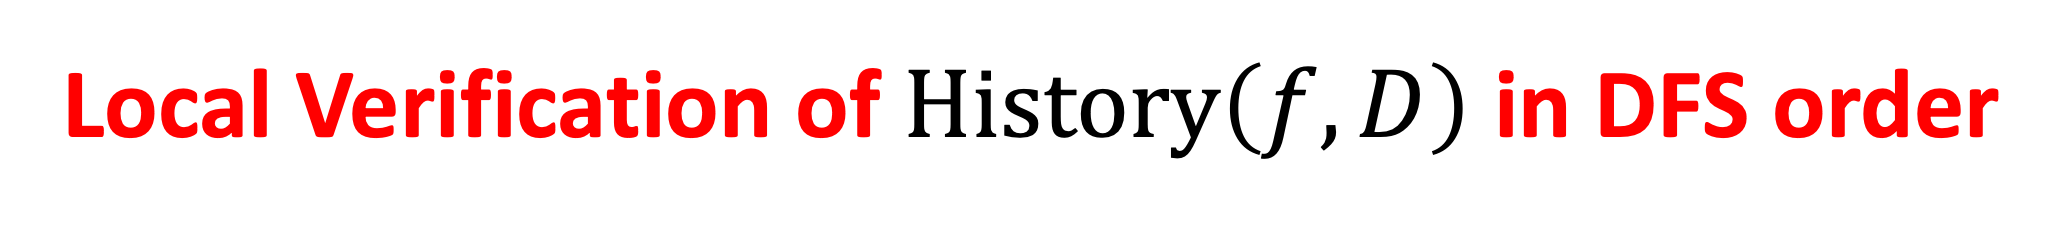 Local Verification of History(f, D) in DFS order